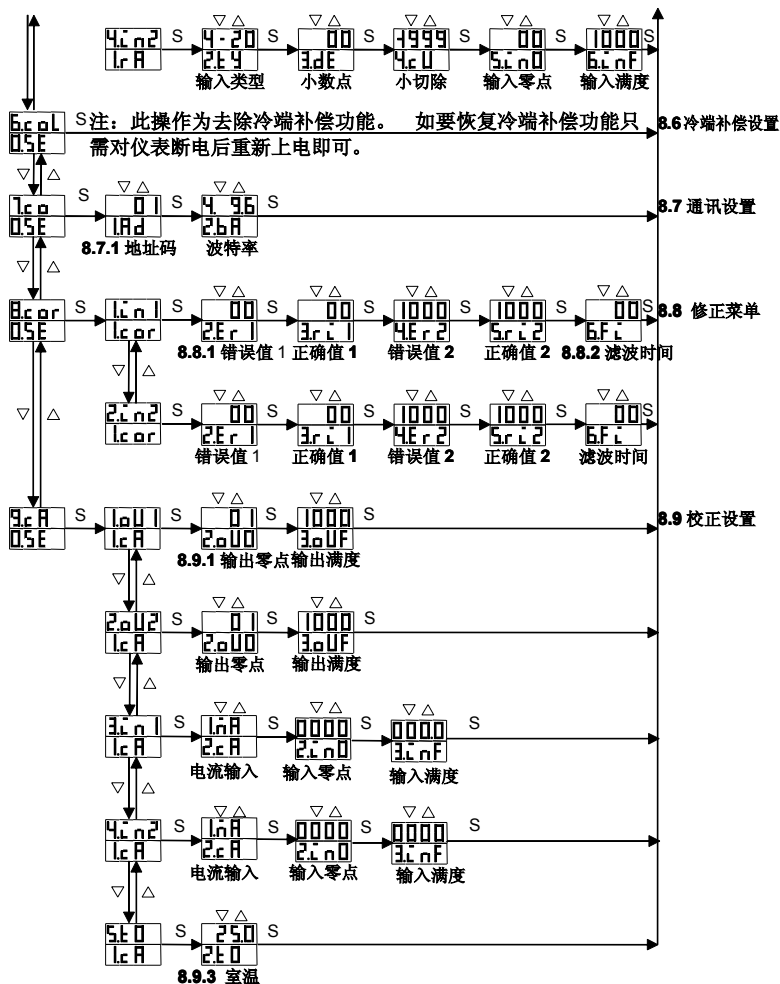 ▽ △ ▽ △ ▽ △ ▽ △ ▽ △
4.in2 S 4-20 S 00 S -1999 S 00 S 1000 S
1.rA 2.tY 3.dE 4.cU 5.in0 6.inF
输入类型 小数点 小切除 输入零点 输入满度
6.coL S 注：此操作为去除冷端补偿功能。 如要恢复冷端补偿功能只 8.6冷端补偿设置
0.SE 需对仪表断电后重新上电即可。
▽ △ ▽ △ ▽ △
7.co S 01 S 4. 9.6 S 8.7 通讯设置
0.SE 1.Ad 2.bA
8.7.1 地址码 波特率
▽ △ ▽ △ ▽ △ ▽ △ ▽ △ ▽ △
8.cor S 1.in1 S 00 S 00 S 1000 S 1000 S 00 S 8.8 修正菜单
0.SE 1.cor 2.Er1 3.ri1 4.Er2 5.ri2 6.Fi
8.8.1 错误值 1 正确值 1 错误值 2 正确值 2 8.8.2 滤波时间
▽ △
▽ △ ▽ △ ▽ △ ▽ △ ▽ △ ▽ △
2.in2 S 00 S 00 S 1000 S 1000 S 00 S
1.cor 2.Er1 3.ri1 4.Er2 5.ri2 6.Fi
错误值 1 正确值 1 错误值 2 正确值 2 滤波时间
▽ △ ▽ △
9.cA S 1.oU1 S 01 S 1000 S 8.9 校正设置
0.SE 1.cA 2.oU0 3.oUF
8.9.1 输出零点 输出满度
▽ △
▽ △ ▽ △
2.oU2 S 01 S 1000 S
1.cA 2.oU0 3.oUF
输出零点 输出满度
▽ △
▽ △ ▽ △ ▽ △
3.in1 S 1.mA S 0000 S 000.0 S
1.cA 2.cA 2.in0 3.inF
电流输入 输入零点 输入满度
▽ △
▽ △ ▽ △ ▽ △
4.in2 S 1.mA S 0000 S 0000 S
1.cA 2.cA 2.in0 3.inF
电流输入 输入零点 输入满度
▽ △
▽ △
5.t0 S 25.0 S
1.cA 2.t0
8.9.3 室温